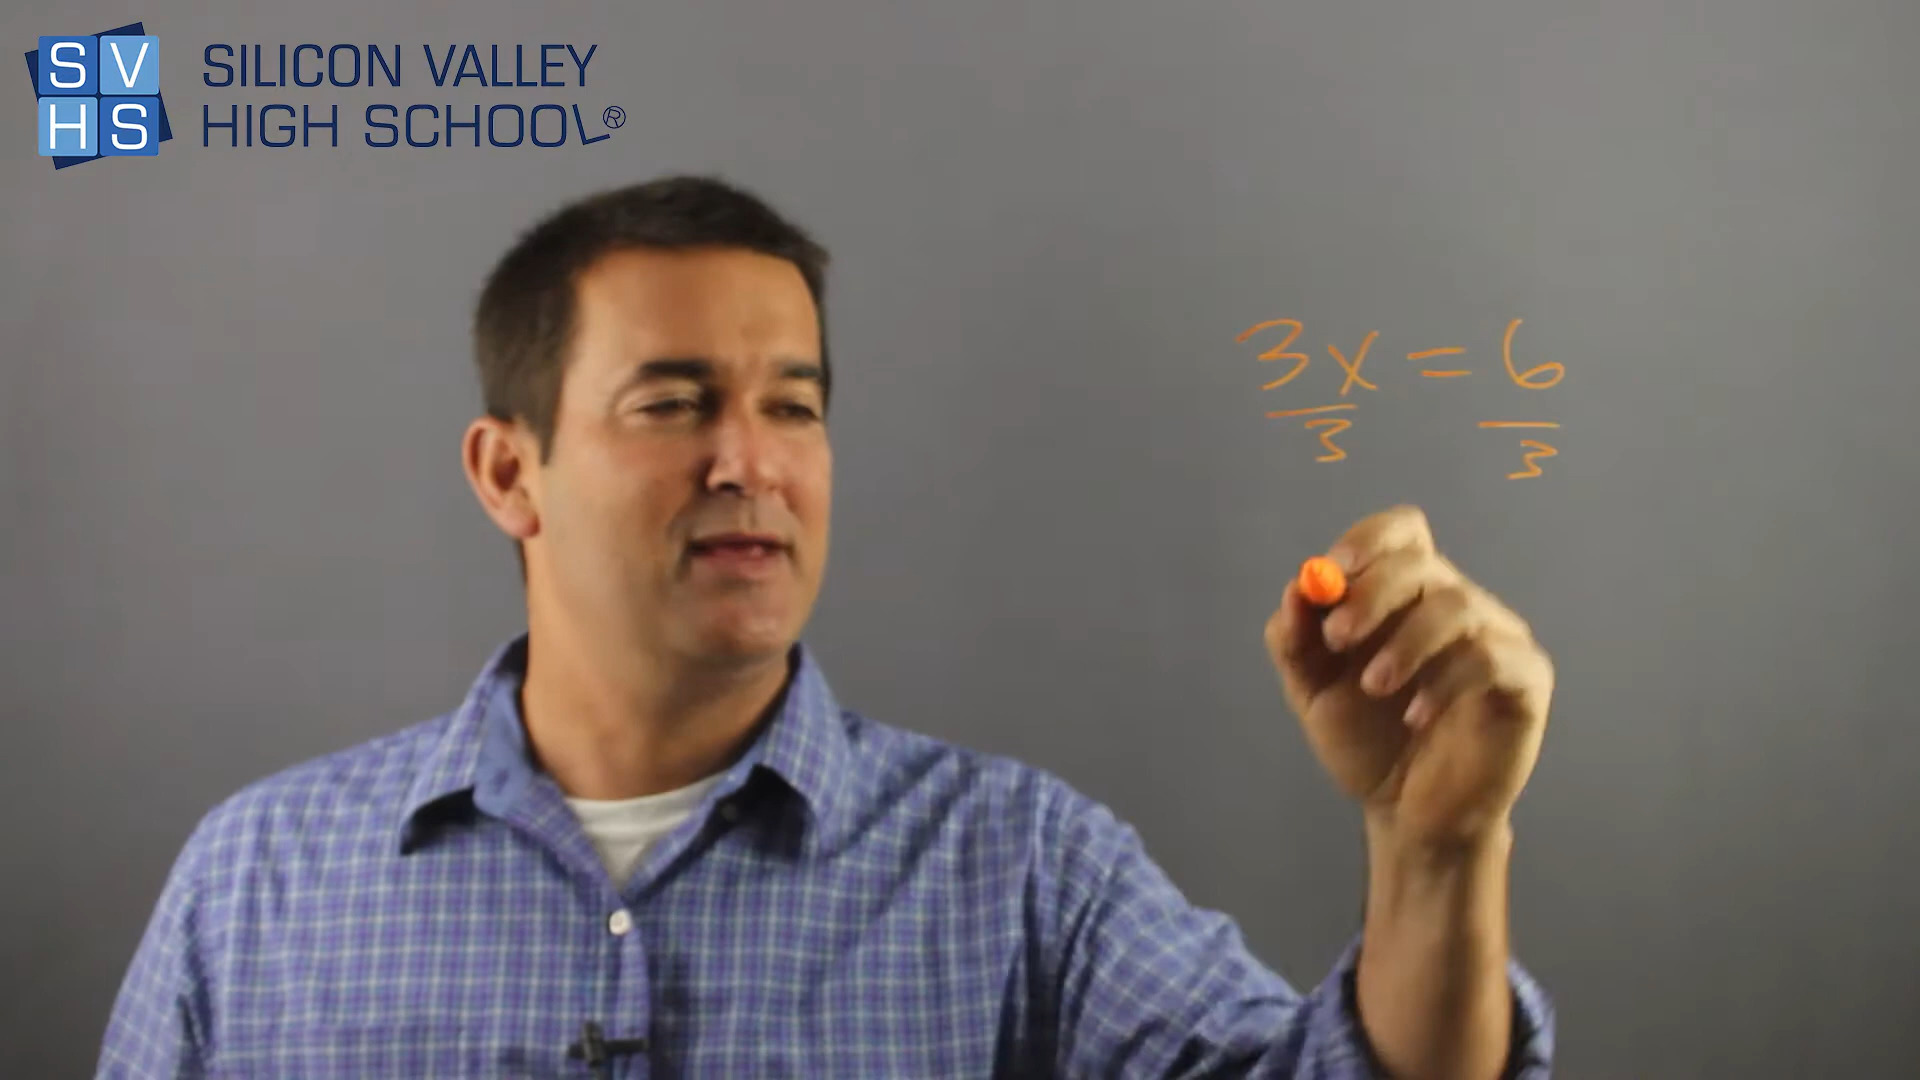 SV
HS
SILICON VALLEY
HIGH SCHOOL®
3x = 6
3 3